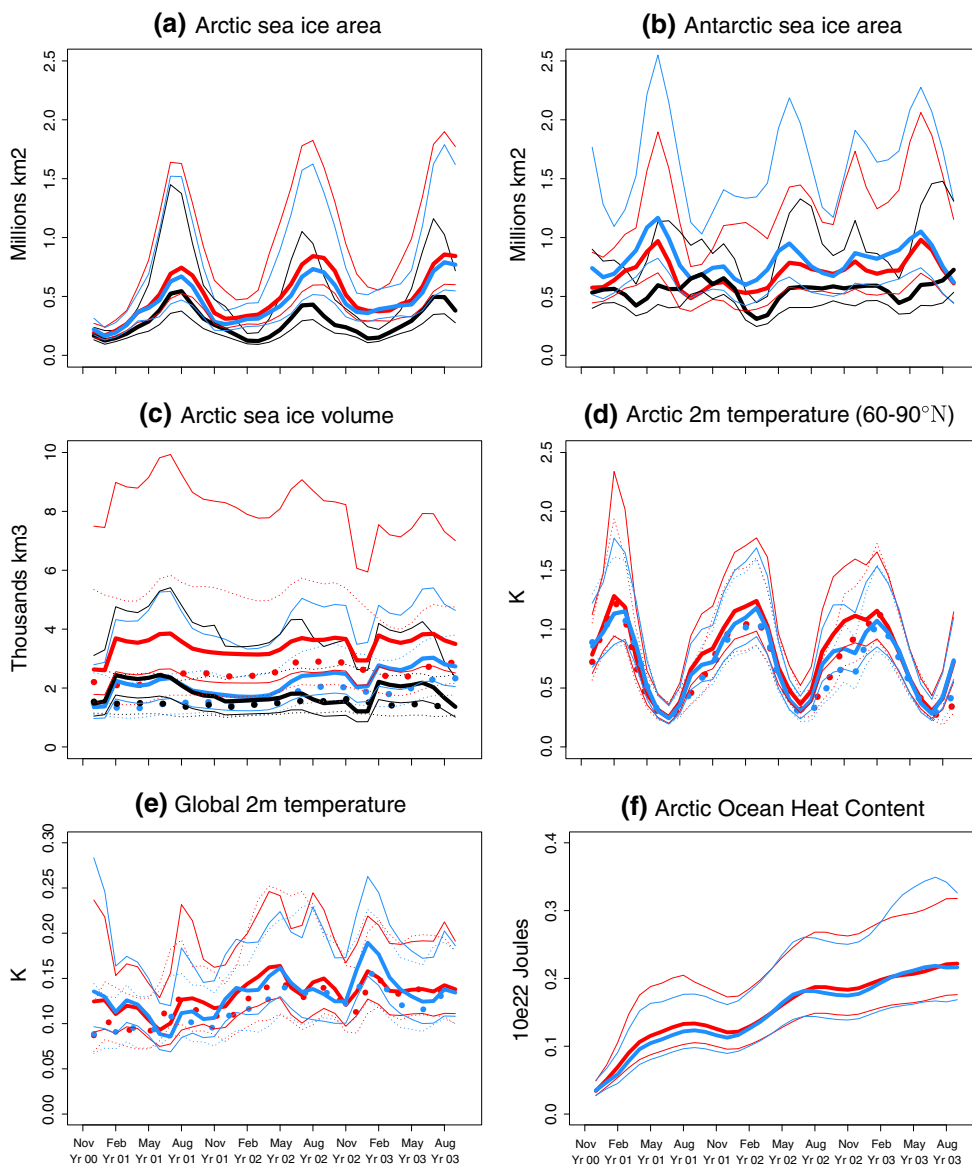 (a) Arctic sea ice area
(b) Antarctic sea ice area
Millions km2
0.0 0.5 1.0 1.5 2.0 2.5
Millions km2
0.0 0.5 1.0 1.5 2.0 2.5
(c) Arctic sea ice volume
(d) Arctic 2m temperature (60-90°N)
Thousands km3
0 2 4 6 8 10
K
0.0 0.5 1.0 1.5 2.0 2.5
(e) Global 2m temperature
(f) Arctic Ocean Heat Content
K
0.00 0.05 0.10 0.15 0.20 0.25 0.30
10e22 Joules
0.0 0.1 0.2 0.3 0.4
Nov Feb May Aug Nov Feb May Aug Nov Feb May Aug
Yr 00 Yr 01 Yr 01 Yr 01 Yr 01 Yr 02 Yr 02 Yr 02 Yr 02 Yr 03 Yr 03 Yr 03
Nov Feb May Aug Nov Feb May Aug Nov Feb May Aug
Yr 00 Yr 01 Yr 01 Yr 01 Yr 01 Yr 02 Yr 02 Yr 02 Yr 02 Yr 03 Yr 03 Yr 03